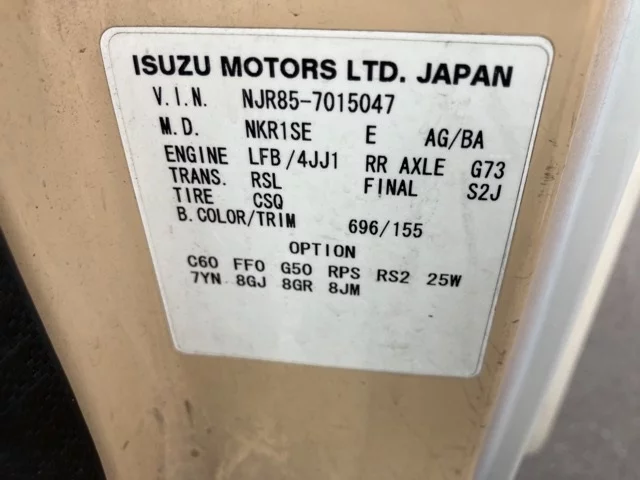 ISUZU MOTORS LTD. JAPAN
V.I.N. NJR85-7015047
M.D. NKR1SE E AG/BA
ENGINE LFB/4JJ1 RR AXLE G73
TRANS. RSL FINAL S2J
TIRE CSQ
B.COLOR/TRIM 696/155
OPTION
C60 FF0 G50 RPS RS2 25W
7YN 8GJ 8GR 8JM